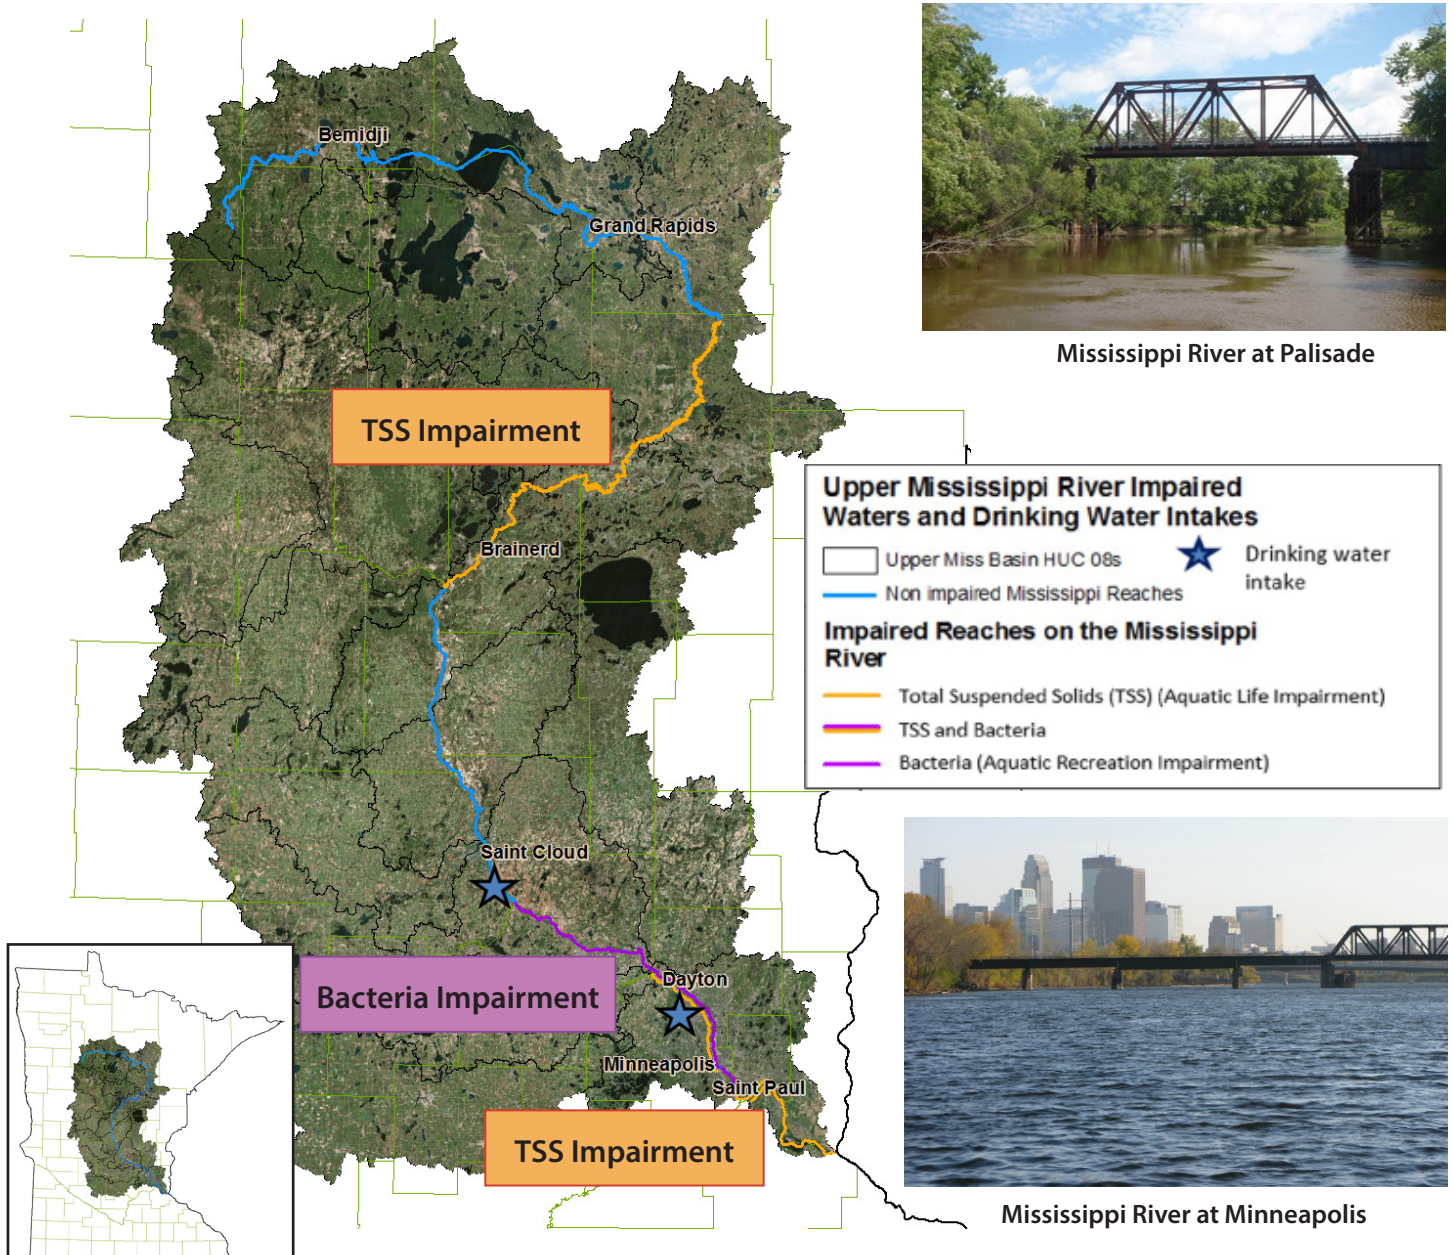 Bemidji
Grand Rapids
Mississippi River at Palisade
TSS Impairment
Upper Mississippi River Impaired
Waters and Drinking Water Intakes
Upper Miss Basin HUC 08s
Drinking water
intake
Non impaired Mississippi Reaches
Impaired Reaches on the Mississippi
River
Total Suspended Solids (TSS) (Aquatic Life Impairment)
TSS and Bacteria
Bacteria (Aquatic Recreation Impairment)
Brainerd
Saint Cloud
Bacteria Impairment
Dayton
Minneapolis
Saint Paul
TSS Impairment
Mississippi River at Minneapolis